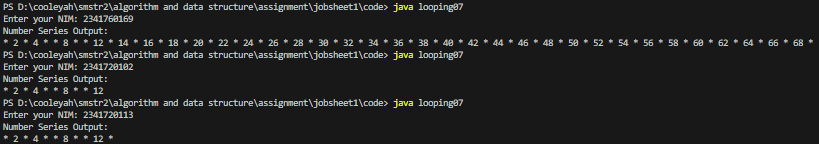 PS D:\cooleyah\smstr2\algorithm and data structure\assignment\jobsheet1\code> java looping07
Enter your NIM: 2341760169
Number Series Output:
* 2 * 4 * * 8 * * 12 * 14 * 16 * 18 * 20 * 22 * 24 * 26 * 28 * 30 * 32 * 34 * 36 * 38 * 40 * 42 * 44 * 46 * 48 * 50 * 52 * 54 * 56 * 58 * 60 * 62 * 64 * 66 * 68 *
PS D:\cooleyah\smstr2\algorithm and data structure\assignment\jobsheet1\code> java looping07
Enter your NIM: 2341720102
Number Series Output:
* 2 * 4 * * 8 * * 12
PS D:\cooleyah\smstr2\algorithm and data structure\assignment\jobsheet1\code> java looping07
Enter your NIM: 2341720113
Number Series Output:
* 2 * 4 * * 8 * * 12 *